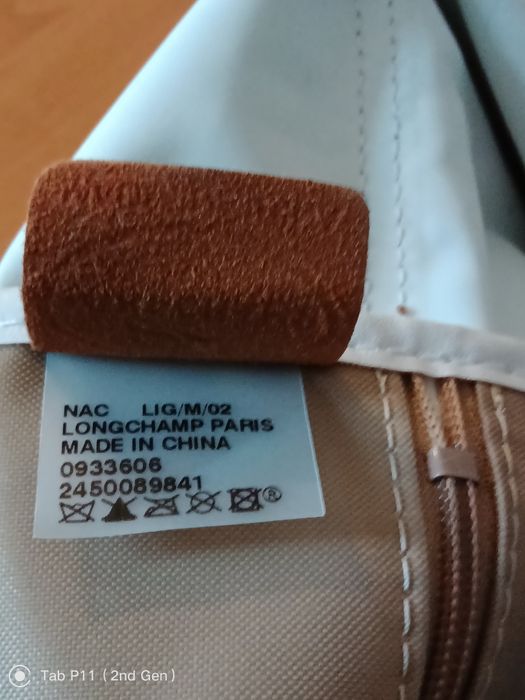 NAC LIG/M/02
LONGCHAMP PARIS
MADE IN CHINA
0933606
2450089841
®
Tab P11 (2nd Gen)